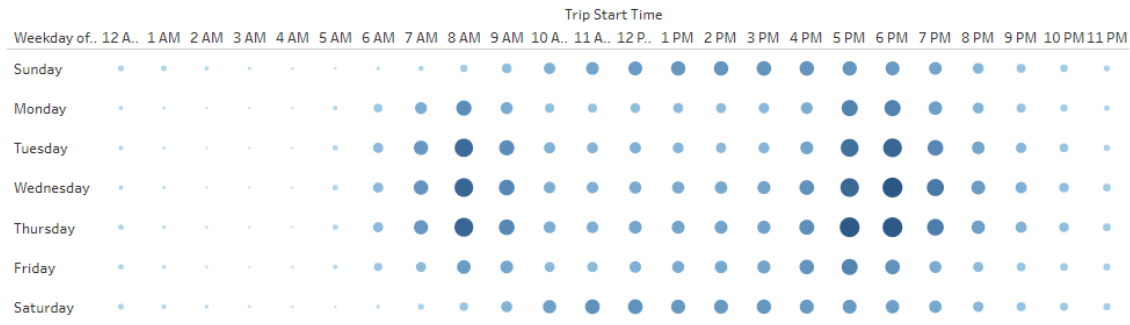 Trip Start Time
Weekday of.. 12 A.. 1 AM 2 AM 3 AM 4 AM 5 AM 6 AM 7 AM 8 AM 9 AM 10 A.. 11 A.. 12 P.. 1 PM 2 PM 3 PM 4 PM 5 PM 6 PM 7 PM 8 PM 9 PM 10 PM 11 PM
Sunday
Monday
Tuesday
Wednesday
Thursday
Friday
Saturday